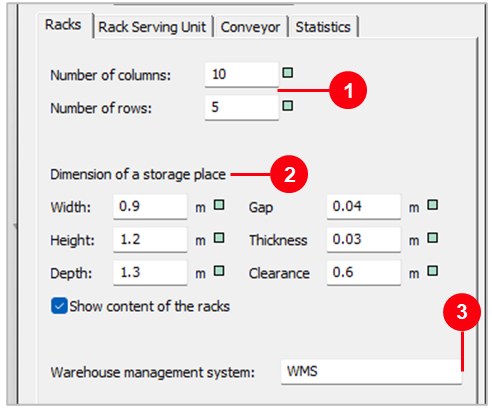 Racks Rack Serving Unit Conveyor Statistics
Number of columns: 10
1
Number of rows: 5
Dimension of a storage place 2
Width: 0.9 m Gap 0.04 m
Height: 1.2 m Thickness 0.03 m
Depth: 1.3 m Clearance 0.6 m
Show content of the racks
3
Warehouse management system: WMS